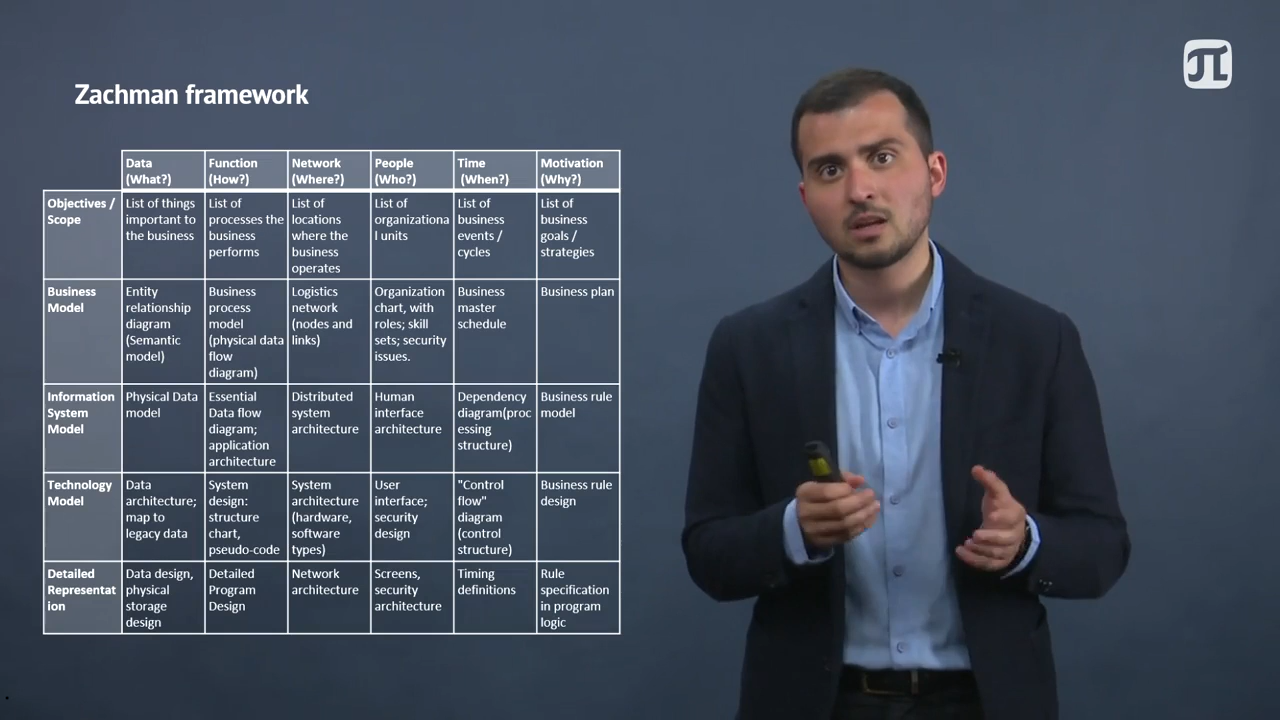 Zachman framework
Data
(What?)
Function
(How?)
Network
(Where?)
People
(Who?)
Time
(When?)
Motivation
(Why?)
Objectives /
Scope
List of things
important to
the business
List of
processes the
business
performs
List of
locations
where the
business
operates
List of
organizationa
l units
List of
business
events /
cycles
List of
business
goals /
strategies
Business
Model
Entity
relationship
diagram
(Semantic
model)
Business
process
model
(physical data
flow
diagram)
Logistics
network
(nodes and
links)
Organization
chart, with
roles; skill
sets; security
issues.
Business
master
schedule
Business plan
Information
System
Model
Physical Data
model
Essential
Data flow
diagram;
application
architecture
Distributed
system
architecture
Human
interface
architecture
Dependency
diagram(proc
essing
structure)
Business rule
model
Technology
Model
Data
architecture;
map to
legacy data
System
design:
structure
chart,
pseudo-code
System
architecture
(hardware,
software
types)
User
interface;
security
design
"Control
flow"
diagram
(control
structure)
Business rule
design
Detailed
Representat
ion
Data design,
physical
storage
design
Detailed
Program
Design
Network
architecture
Screens,
security
architecture
Timing
definitions
Rule
specification
in program
logic